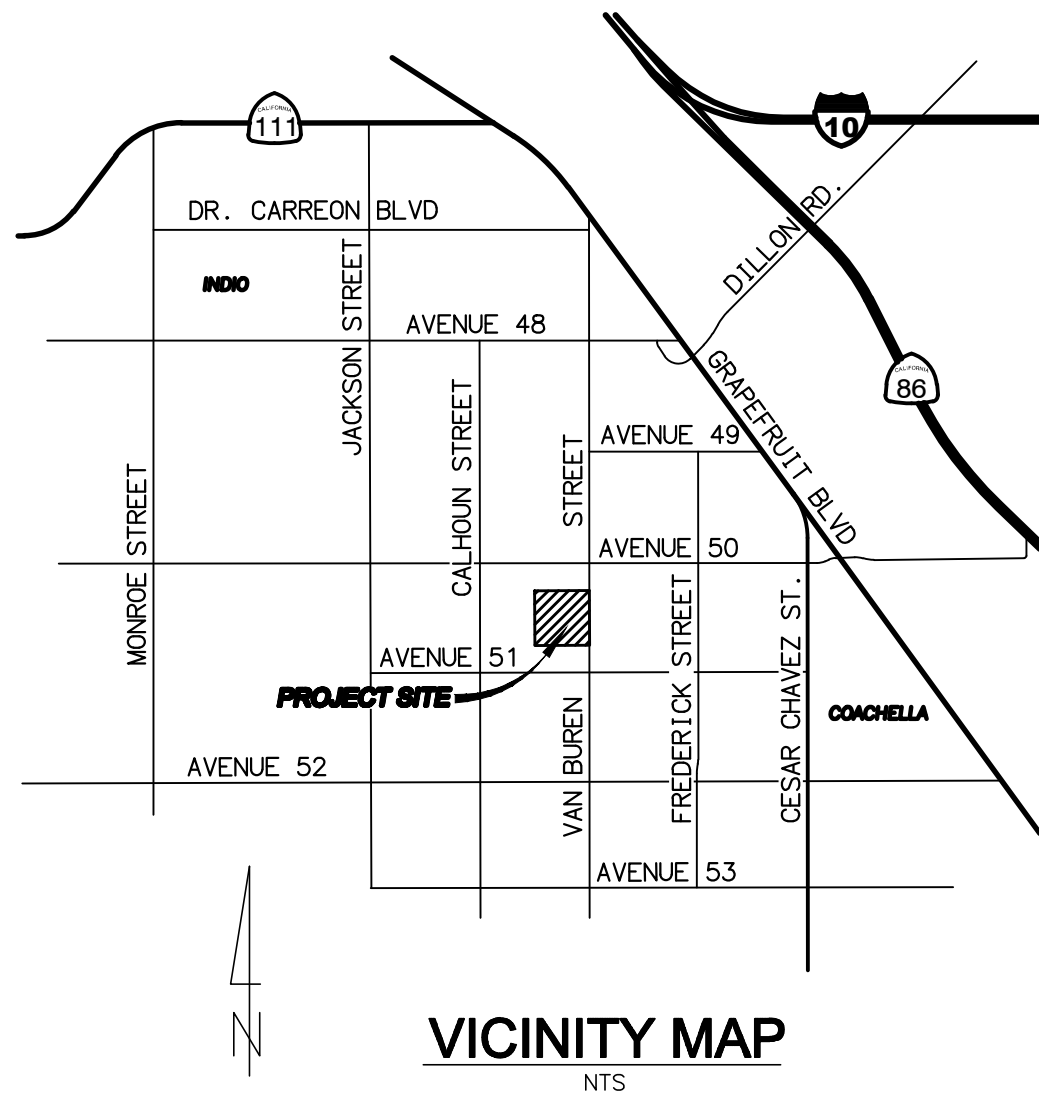 CALIFORNIA
111
10
DR. CARREON BLVD
DILLON RD.
INDIO
JACKSON STREET
AVENUE 48
GRAPEFRUIT BLVD
CALIFORNIA
86
CALHOUN STREET
AVENUE 49
MONROE STREET
VAN BUREN STREET
AVENUE 50
FREDERICK STREET
CESAR CHAVEZ ST.
AVENUE 51
PROJECT SITE
COACHELLA
AVENUE 52
AVENUE 53
N
VICINITY MAP
NTS